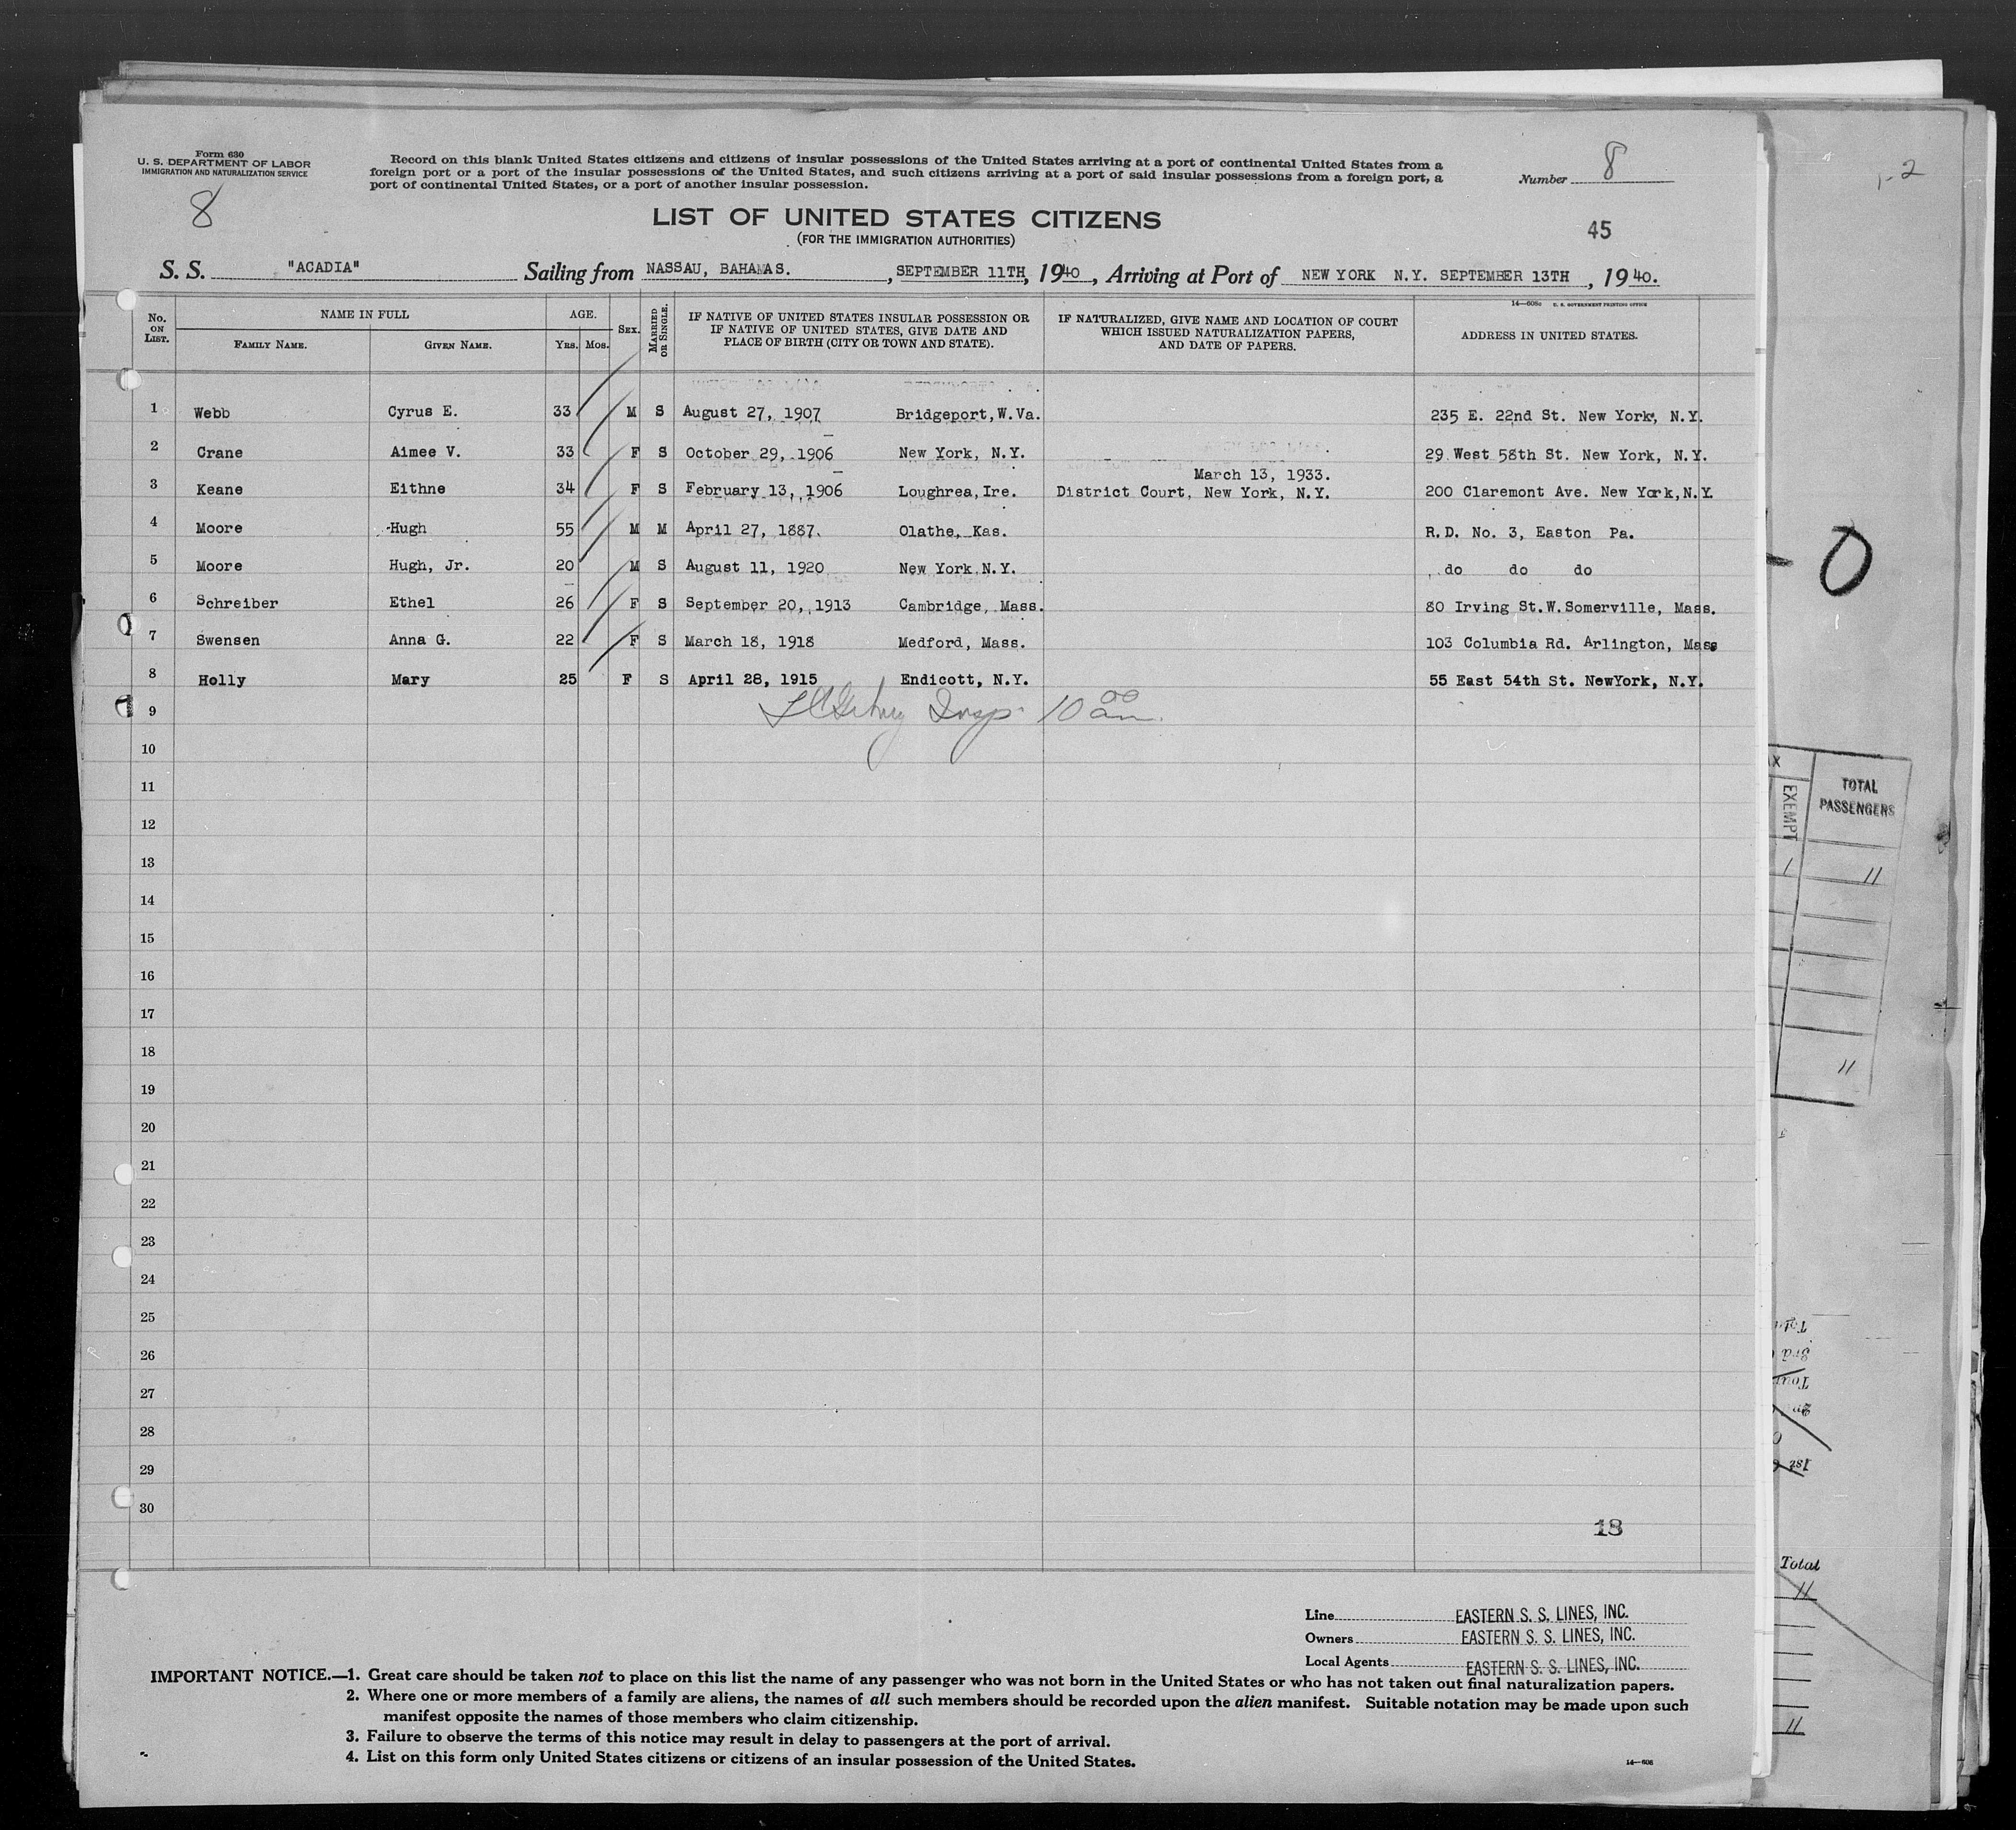 Form 630
U. S. DEPARTMENT OF LABOR
IMMIGRATION AND NATURALIZATION SERVICE
8
Record on this blank United States citizens and citizens of insular possessions of the United States arriving at a port of continental United States from a
foreign port or a port of the insular possessions of the United States, and such citizens arriving at a port of said insular possessions from a foreign port, a
port of continental United States, or a port of another insular possession.
Number 8
1-2
LIST OF UNITED STATES CITIZENS
(FOR THE IMMIGRATION AUTHORITIES)
45
S. S. "ACADIA" Sailing from NASSAU, BAHAMAS. , SEPTEMBER 11TH, 1940, Arriving at Port of NEW YORK N.Y. SEPTEMBER 13TH , 1940.
14—608c U. S. GOVERNMENT PRINTING OFFICE
No. ON LIST. NAME IN FULL FAMILY NAME. GIVEN NAME. AGE. YRS. MOS. SEX. MARRIED OR SINGLE. IF NATIVE OF UNITED STATES INSULAR POSSESSION OR IF NATIVE OF UNITED STATES, GIVE DATE AND PLACE OF BIRTH (CITY OR TOWN AND STATE). IF NATURALIZED, GIVE NAME AND LOCATION OF COURT WHICH ISSUED NATURALIZATION PAPERS, AND DATE OF PAPERS. ADDRESS IN UNITED STATES.
1 Webb Cyrus E. 33 M S August 27, 1907 Bridgeport,W.Va. 235 E. 22nd St. New York, N.Y.
2 Crane Aimee V. 33 F S October 29, 1906 New York, N.Y. 29 West 58th St. New York, N.Y.
March 13, 1933.
3 Keane Eithne 34 F S February 13, 1906 Loughrea,Ire. District Court, New York, N.Y. 200 Claremont Ave. New York,N.Y.
4 Moore Hugh 55 M M April 27, 1887. Olathe, Kas. R.D. No. 3, Easton Pa.
5 Moore Hugh, Jr. 20 M S August 11, 1920 New York N.Y. do do do
6 Schreiber Ethel 26 F S September 20, 1913 Cambridge, Mass. 80 Irving St.W.Somerville, Mass.
7 Swensen Anna G. 22 F S March 18, 1918 Medford, Mass. 103 Columbia Rd. Arlington, Mass
8 Holly Mary 25 F S April 28, 1915 Endicott, N.Y. 55 East 54th St. NewYork, N.Y.
9 Insp. 10 00 am.
10
11
12
13
14
15
16
17
18
19
20
21
22
23
24
25
26
27
28
29
30
18
Line EASTERN S. S. LINES, INC.
Owners EASTERN S. S. LINES, INC.
Local Agents EASTERN S. S. LINES, INC.
IMPORTANT NOTICE.—1. Great care should be taken not to place on this list the name of any passenger who was not born in the United States or who has not taken out final naturalization papers.
2. Where one or more members of a family are aliens, the names of all such members should be recorded upon the alien manifest. Suitable notation may be made upon such
manifest opposite the names of those members who claim citizenship.
3. Failure to observe the terms of this notice may result in delay to passengers at the port of arrival.
4. List on this form only United States citizens or citizens of an insular possession of the United States.
14—608
0
EXEMPT
TOTAL
PASSENGERS
1 11
11
Total
11
11